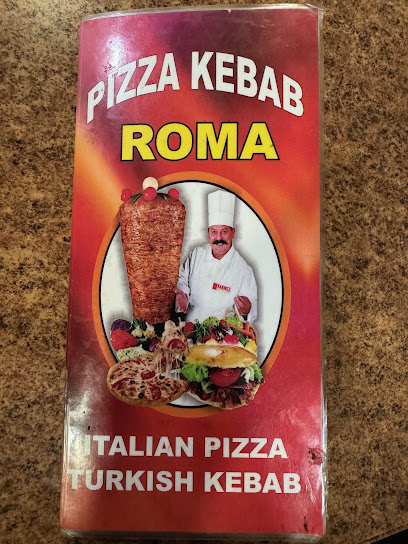 PIZZA KEBAB
ROMA
ITALIAN PIZZA
TURKISH KEBAB